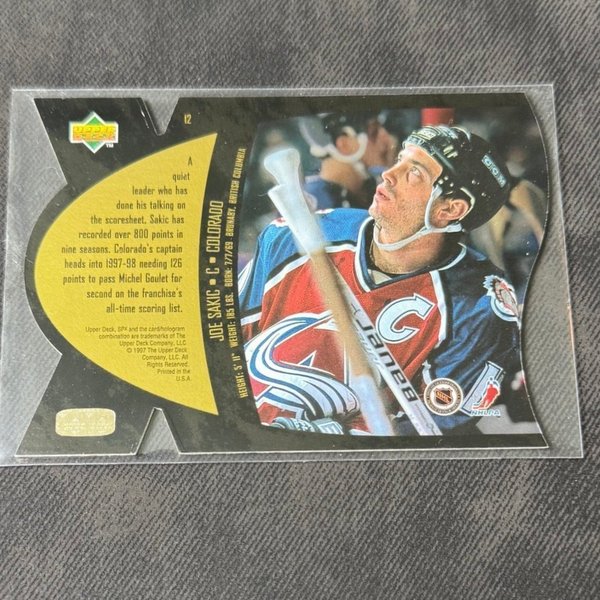 UPPER DECK
TM
12
A
quiet
leader who has
done his talking on
the scoresheet, Sakic has
recorded over 800 points in
nine seasons. Colorado's captain
heads into 1997-98 needing 126
points to pass Michel Goulet for
second on the franchise's
all-time scoring list.
Upper Deck, SPX and the card/hologram
combination are trademarks of The
Upper Deck Company, LLC.
© 1997 The Upper Deck
Company, LLC. All
Rights Reserved.
Printed in the
U.S.A.
JOE SAKIC • C • COLORADO
HEIGHT: 5' 11" WEIGHT: 185 LBS. BORN: 7/7/69 BURNABY, BRITISH COLUMBIA
CCM
C
NHL
NHLPA